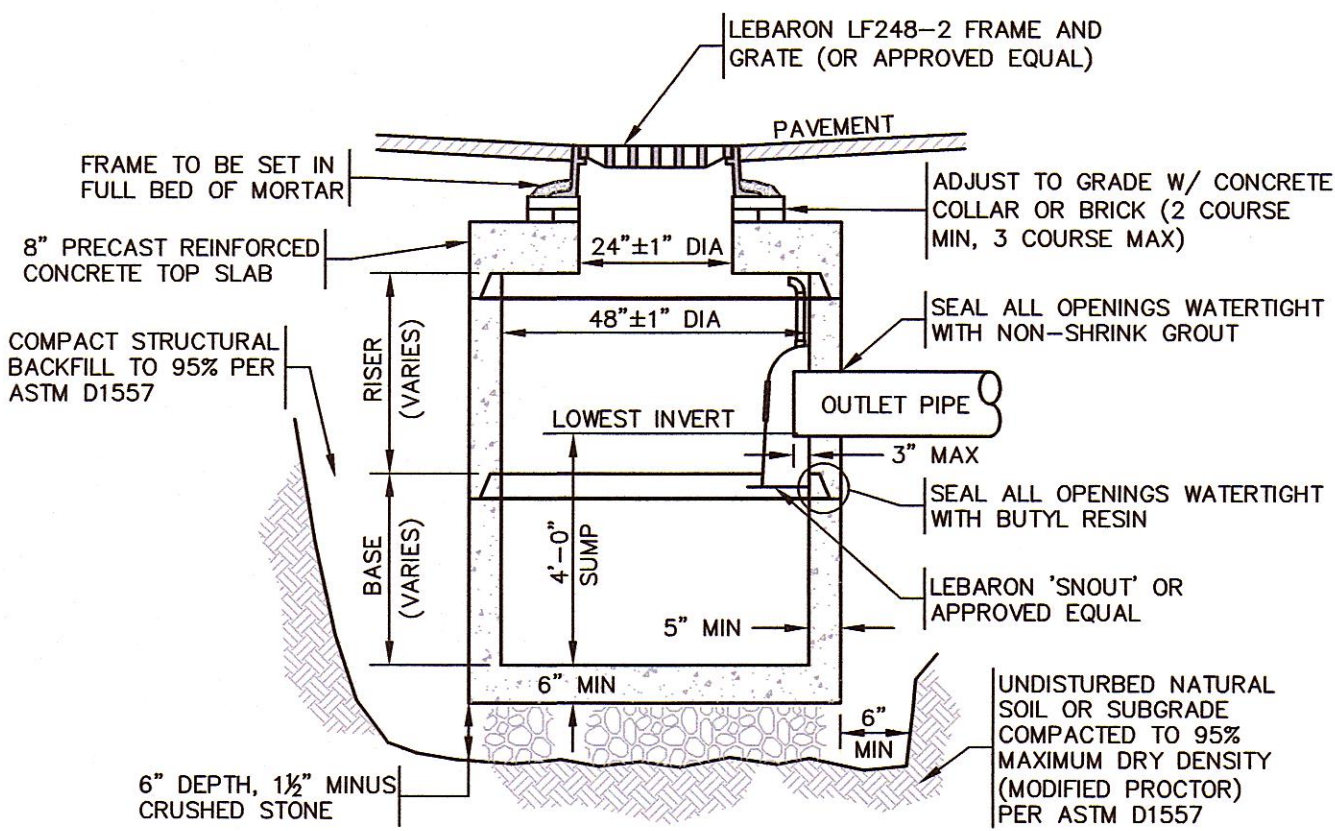 LEBARON LF248-2 FRAME AND
GRATE (OR APPROVED EQUAL)
PAVEMENT
FRAME TO BE SET IN
FULL BED OF MORTAR
ADJUST TO GRADE W/ CONCRETE
COLLAR OR BRICK (2 COURSE
MIN, 3 COURSE MAX)
8" PRECAST REINFORCED
CONCRETE TOP SLAB
24"±1" DIA
48"±1" DIA
SEAL ALL OPENINGS WATERTIGHT
WITH NON-SHRINK GROUT
COMPACT STRUCTURAL
BACKFILL TO 95% PER
ASTM D1557
RISER
(VARIES)
OUTLET PIPE
LOWEST INVERT
3" MAX
SEAL ALL OPENINGS WATERTIGHT
WITH BUTYL RESIN
BASE
(VARIES)
4'-0"
SUMP
LEBARON 'SNOUT' OR
APPROVED EQUAL
5" MIN
6" MIN
6"
MIN
UNDISTURBED NATURAL
SOIL OR SUBGRADE
COMPACTED TO 95%
MAXIMUM DRY DENSITY
(MODIFIED PROCTOR)
PER ASTM D1557
6" DEPTH, 1½" MINUS
CRUSHED STONE